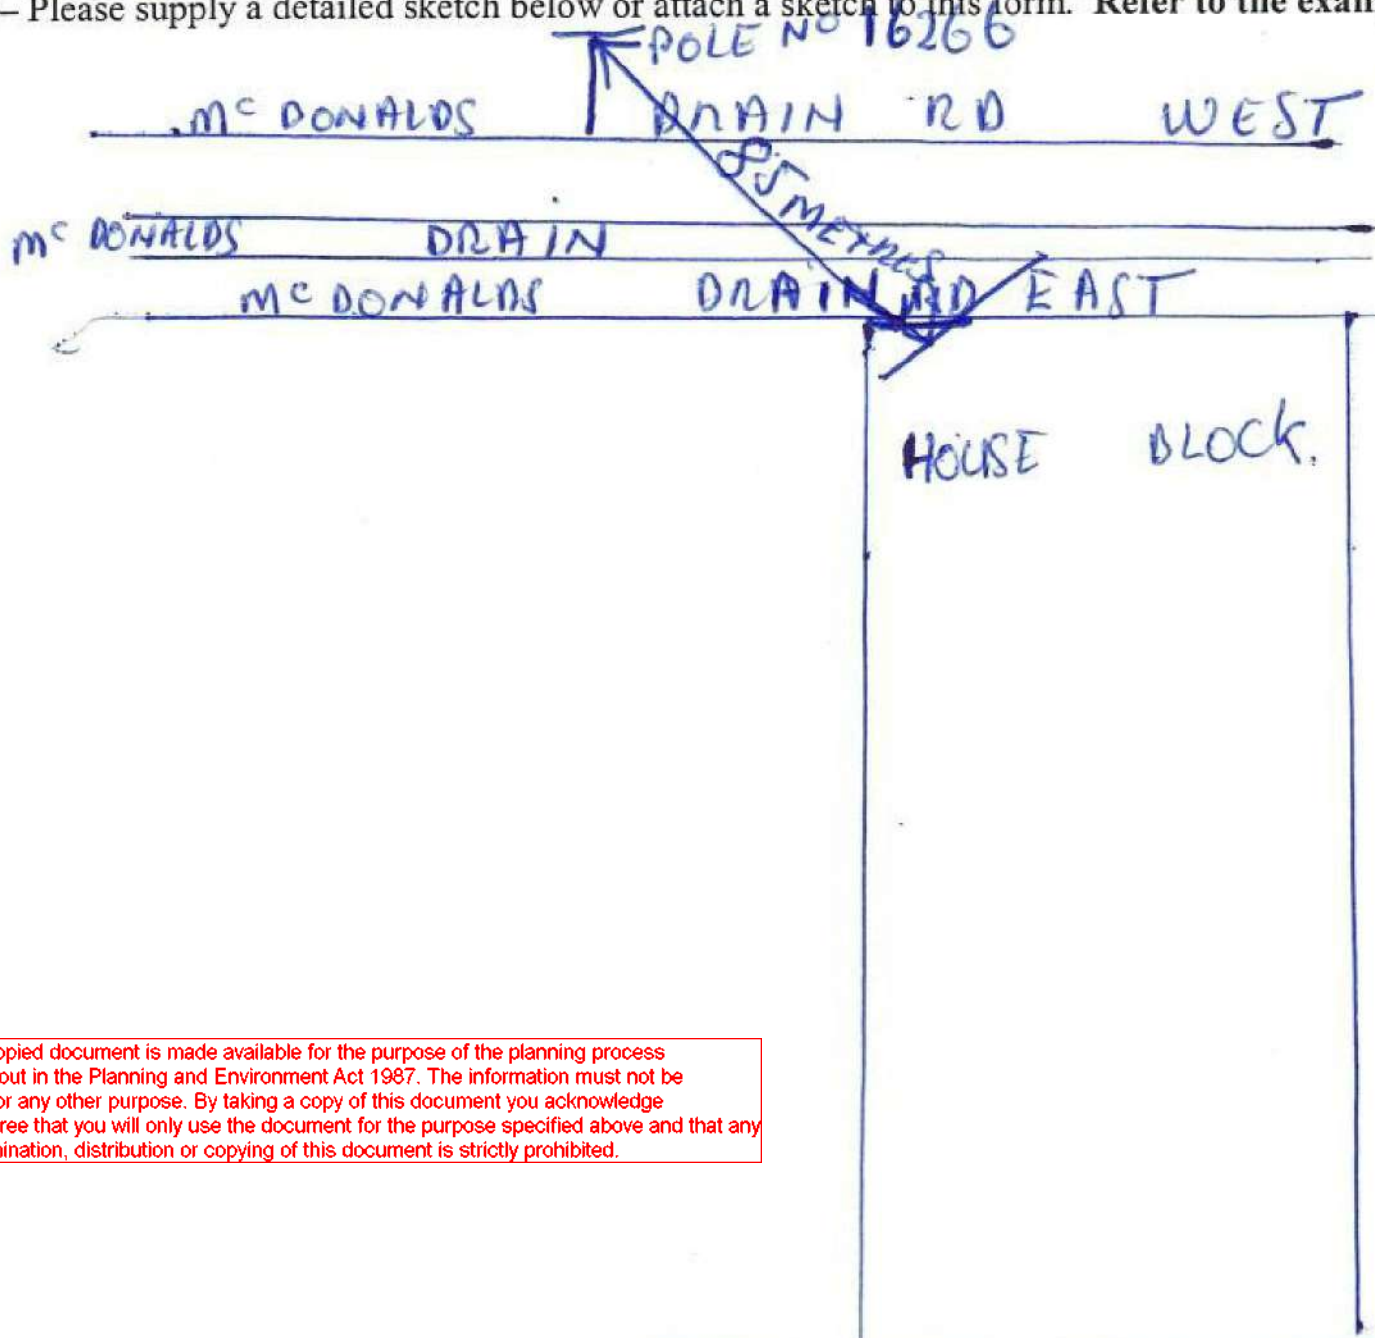 – Please supply a detailed sketch below or attach a sketch to this form. Refer to the exam
POLE No 16266
Mc DONALDS DRAIN RD WEST
85 METRES
Mc DONALDS DRAIN
Mc DONALDS DRAIN RD EAST
HOUSE BLOCK.
opied document is made available for the purpose of the planning process
out in the Planning and Environment Act 1987. The information must not be
or any other purpose. By taking a copy of this document you acknowledge
ree that you will only use the document for the purpose specified above and that any
ination, distribution or copying of this document is strictly prohibited.